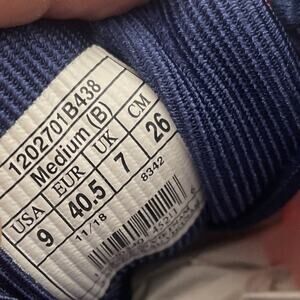 1202701B438
Medium (B)
USA EUR UK CM
9 40.5 7 26
11/18 8342